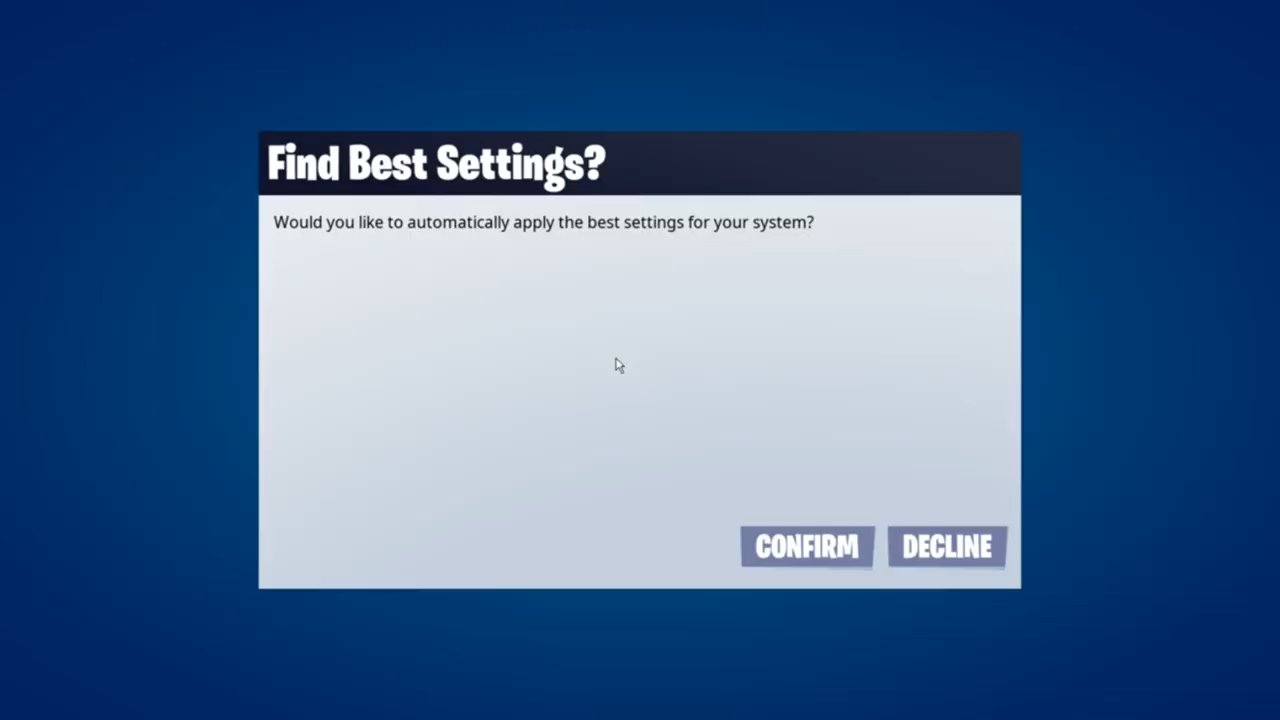 Find Best Settings?
Would you like to automatically apply the best settings for your system?
CONFIRM DECLINE